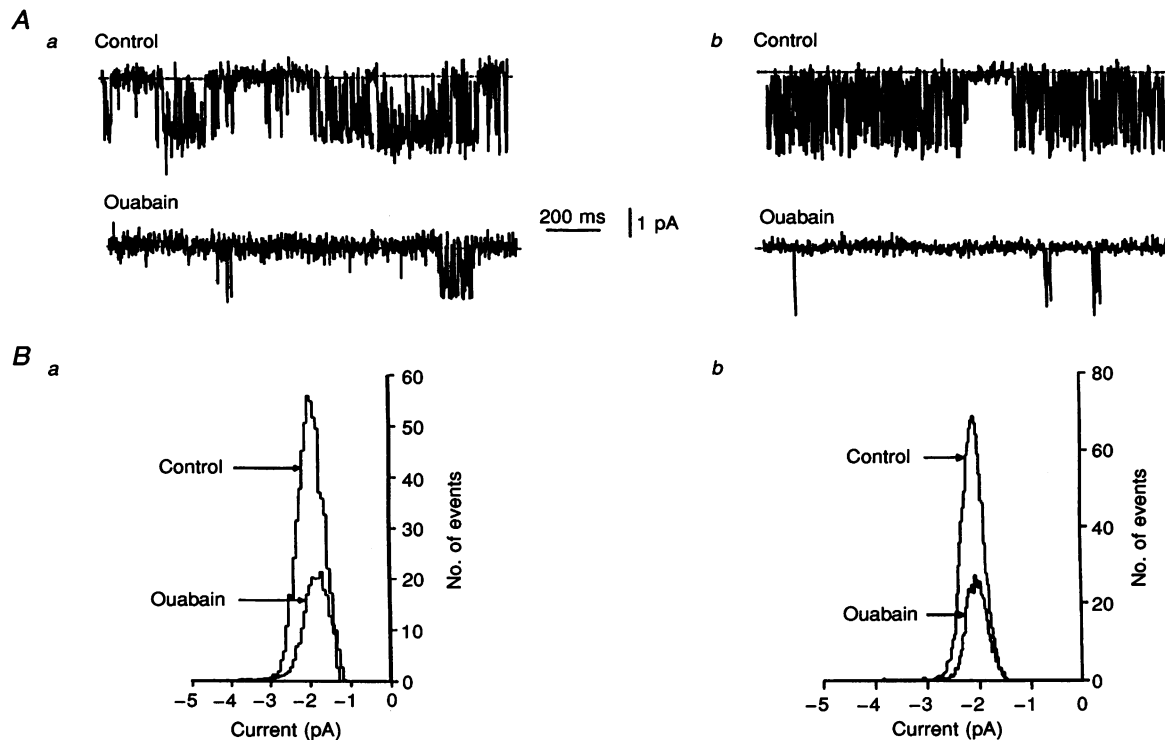 A
a
Control
Ouabain
200 ms
1 pA
b
Control
Ouabain
B
a
60
50
40
30
20
10
0
No. of events
Control
Ouabain
−5 −4 −3 −2 −1 0
Current (pA)
b
80
60
40
20
0
No. of events
Control
Ouabain
−5 −4 −3 −2 −1 0
Current (pA)